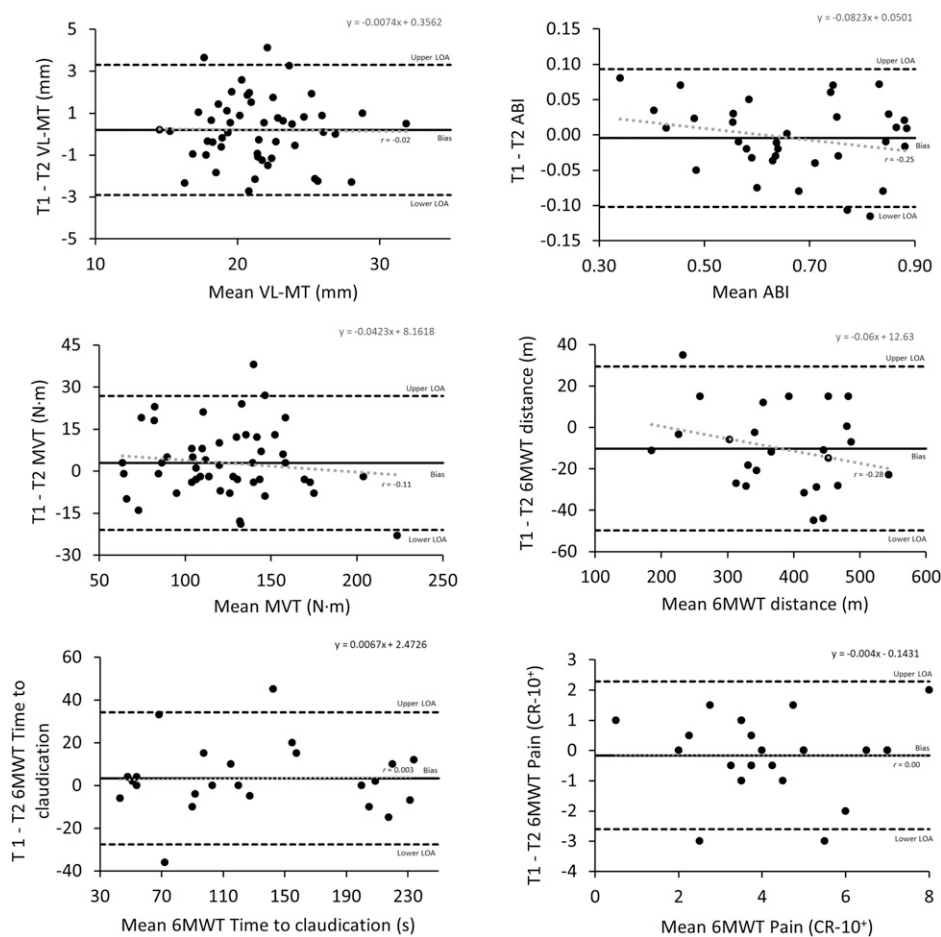 y = -0.0074x + 0.3562
T1 - T2 VL-MT (mm)
5
3
1
-1
-3
-5
Upper LOA
Bias
r = -0.02
Lower LOA
10
20
30
Mean VL-MT (mm)
y = -0.0823x + 0.0501
T1 - T2 ABI
0.15
0.10
0.05
0.00
-0.05
-0.10
-0.15
Upper LOA
Bias
r = -0.25
Lower LOA
0.30
0.50
0.70
0.90
Mean ABI
y = -0.0423x + 8.1618
T1 - T2 MVT (N·m)
45
30
15
0
-15
-30
Upper LOA
Bias
r = -0.11
Lower LOA
50
100
150
200
250
Mean MVT (N·m)
y = -0.06x + 12.63
T1 - T2 6MWT distance (m)
40
20
0
-20
-40
-60
Upper LOA
Bias
r = -0.28
Lower LOA
100
200
300
400
500
600
Mean 6MWT distance (m)
y = 0.0067x + 2.4726
T1 - T2 6MWT Time to
claudication
60
40
20
0
-20
-40
Upper LOA
Bias
r = 0.003
Lower LOA
30
70
110
150
190
230
Mean 6MWT Time to claudication (s)
y = -0.004x - 0.1431
T1 - T2 6MWT Pain (CR-10⁺)
3
2
1
0
-1
-2
-3
-4
Upper LOA
Bias
r = 0.00
Lower LOA
0
2
4
6
8
Mean 6MWT Pain (CR-10⁺)